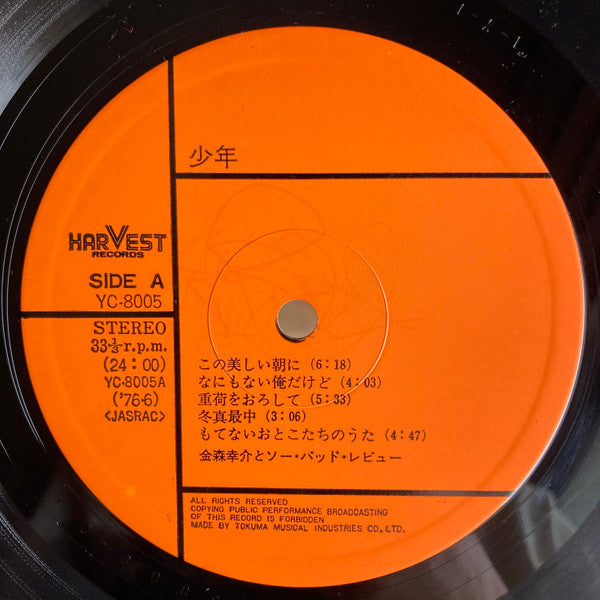 少年
HARVEST
RECORDS
SIDE A
YC-8005
STEREO
33⅓r.p.m.
(24:00)
YC-8005A
('76·6)
<JASRAC>
この美しい朝に (6:18)
なにもない俺だけど (4:03)
重荷をおろして (5:33)
冬真最中 (3:06)
もてないおとこたちのうた (4:47)
金森幸介とソー・バッド・レビュー
ALL RIGHTS RESERVED
COPYING PUBLIC PERFORMANCE BROADCASTING
OF THIS RECORD IS FORBIDDEN
MADE BY TOKUMA MUSICAL INDUSTRIES CO., LTD.